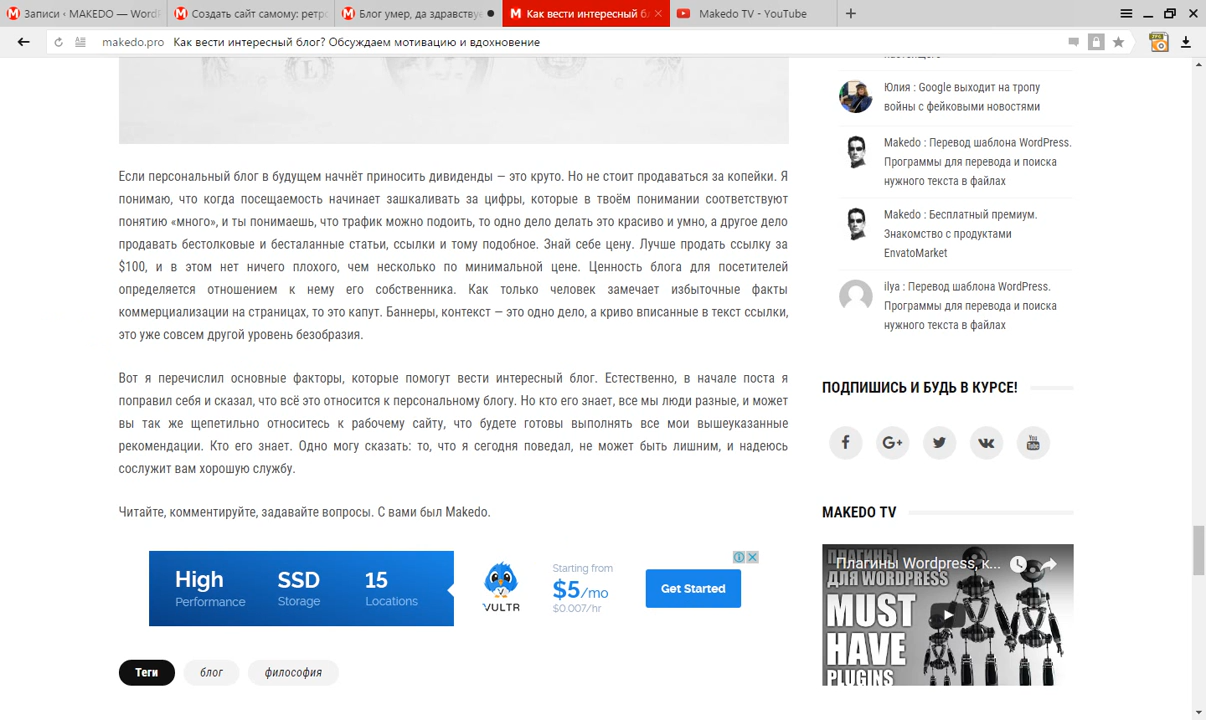 Записи ‹ MAKEDO — WordP
Создать сайт самому: ретр
Блог умер, да здравствуе
Как вести интересный бл
Makedo TV - YouTube
makedo.pro Как вести интересный блог? Обсуждаем мотивацию и вдохновение
Если персональный блог в будущем начнёт приносить дивиденды — это круто. Но не стоит продаваться за копейки. Я
понимаю, что когда посещаемость начинает зашкаливать за цифры, которые в твоём понимании соответствуют
понятию «много», и ты понимаешь, что трафик можно подоить, то одно дело делать это красиво и умно, а другое дело
продавать бестолковые и бесталанные статьи, ссылки и тому подобное. Знай себе цену. Лучше продать ссылку за
$100, и в этом нет ничего плохого, чем несколько по минимальной цене. Ценность блога для посетителей
определяется отношением к нему его собственника. Как только человек замечает избыточные факты
коммерциализации на страницах, то это капут. Баннеры, контекст — это одно дело, а криво вписанные в текст ссылки,
это уже совсем другой уровень безобразия.
Вот я перечислил основные факторы, которые помогут вести интересный блог. Естественно, в начале поста я
поправил себя и сказал, что всё это относится к персональному блогу. Но кто его знает, все мы люди разные, и может
вы так же щепетильно относитесь к рабочему сайту, что будете готовы выполнять все мои вышеуказанные
рекомендации. Кто его знает. Одно могу сказать: то, что я сегодня поведал, не может быть лишним, и надеюсь
сослужит вам хорошую службу.
Читайте, комментируйте, задавайте вопросы. С вами был Makedo.
High
Performance
SSD
Storage
15
Locations
VULTR
Starting from
$5/mo
$0.007/hr
Get Started
Теги
блог
философия
Юлия : Google выходит на тропу
войны с фейковыми новостями
Makedo : Перевод шаблона WordPress.
Программы для перевода и поиска
нужного текста в файлах
Makedo : Бесплатный премиум.
Знакомство с продуктами
EnvatoMarket
ilya : Перевод шаблона WordPress.
Программы для перевода и поиска
нужного текста в файлах
ПОДПИШИСЬ И БУДЬ В КУРСЕ!
MAKEDO TV
Плагины Wordpress, к...
ПЛАГИНЫ
ДЛЯ WORDPRESS
MUST
HAVE
PLUGINS